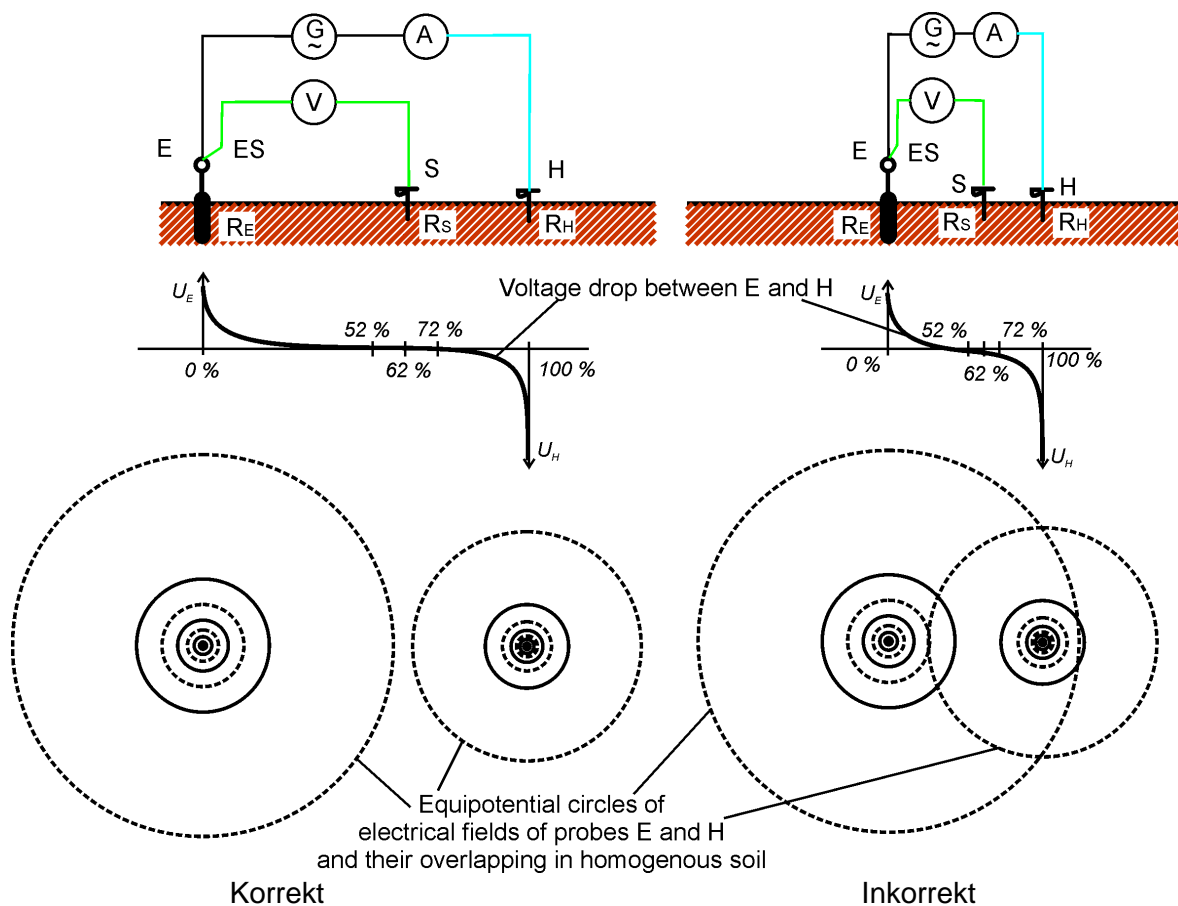 G
~
A
V
E
ES
S
H
RE
RS
RH
G
~
A
V
E
ES
S
H
RE
RS
RH
Voltage drop between E and H
UE
52 %
72 %
0 %
62 %
100 %
UH
UE
52 %
72 %
0 %
62 %
100 %
UH
Equipotential circles of
electrical fields of probes E and H
and their overlapping in homogenous soil
Korrekt
Inkorrekt